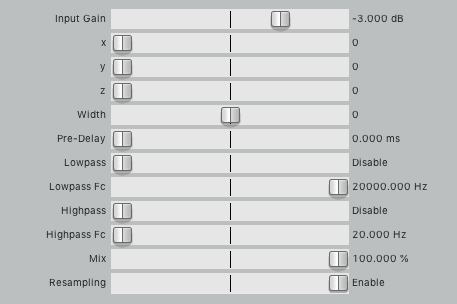 Input Gain -3.000 dB
x 0
y 0
z 0
Width 0
Pre-Delay 0.000 ms
Lowpass Disable
Lowpass Fc 20000.000 Hz
Highpass Disable
Highpass Fc 20.000 Hz
Mix 100.000 %
Resampling Enable